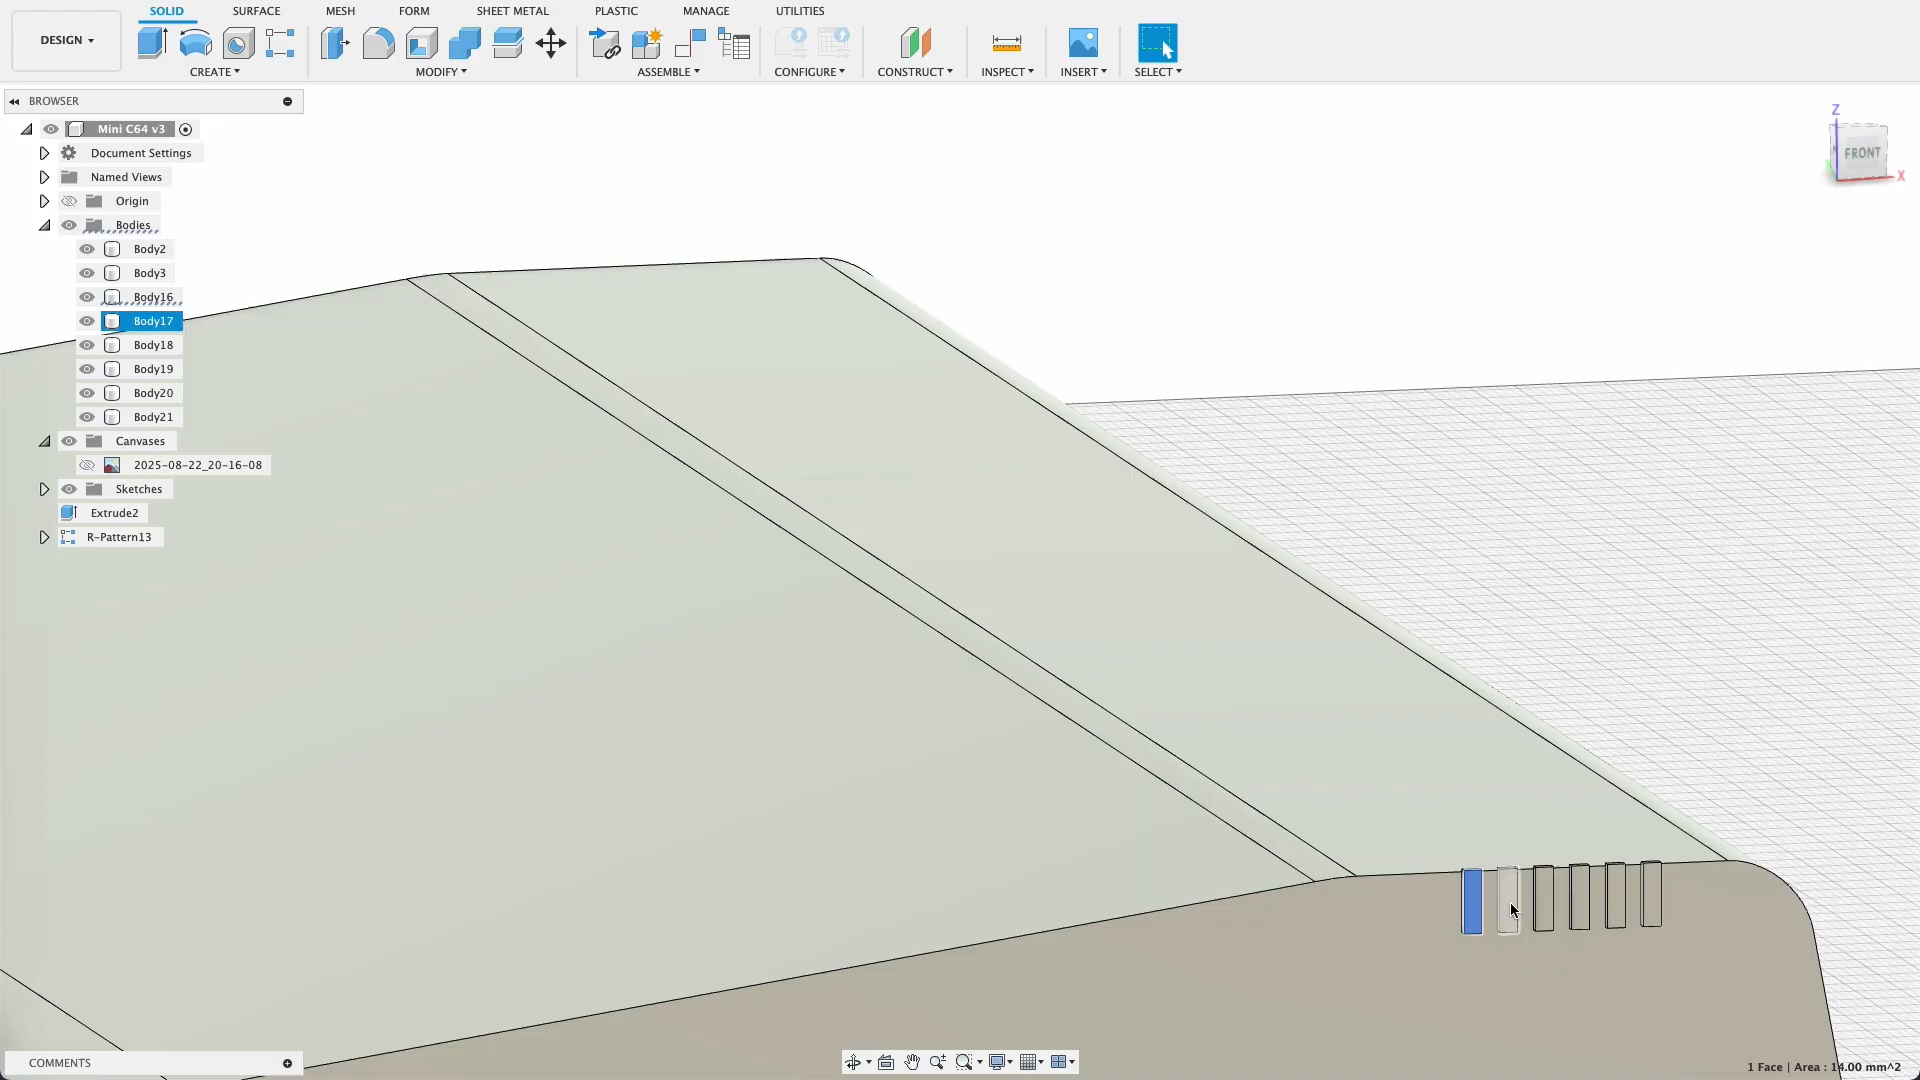 SOLID SURFACE MESH FORM SHEET METAL PLASTIC MANAGE UTILITIES
DESIGN
CREATE MODIFY ASSEMBLE CONFIGURE CONSTRUCT INSPECT INSERT SELECT
BROWSER
Mini C64 v3
Document Settings
Named Views
Origin
Bodies
Body2
Body3
Body16
Body17
Body18
Body19
Body20
Body21
Canvases
2025-08-22_20-16-08
Sketches
Extrude2
R-Pattern13
Z
FRONT
X
COMMENTS
1 Face | Area : 14.00 mm^2